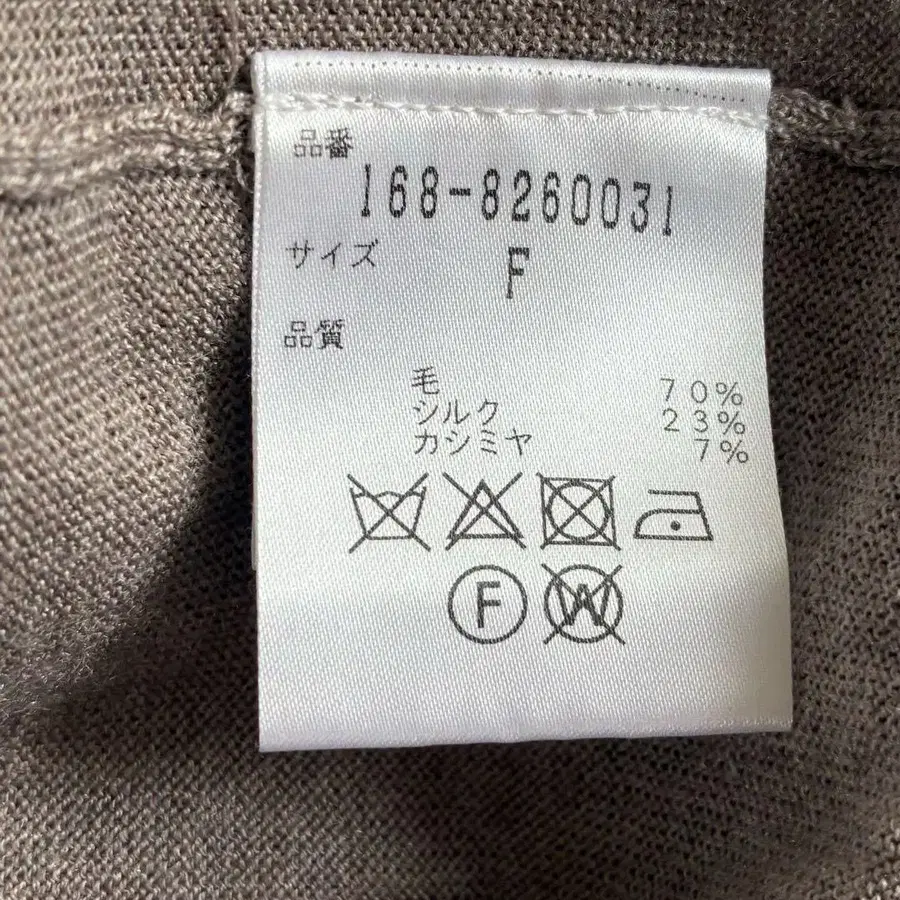 品番
168-8260031
サイズ
F
品質
毛 70%
シルク 23%
カシミヤ 7%
F W